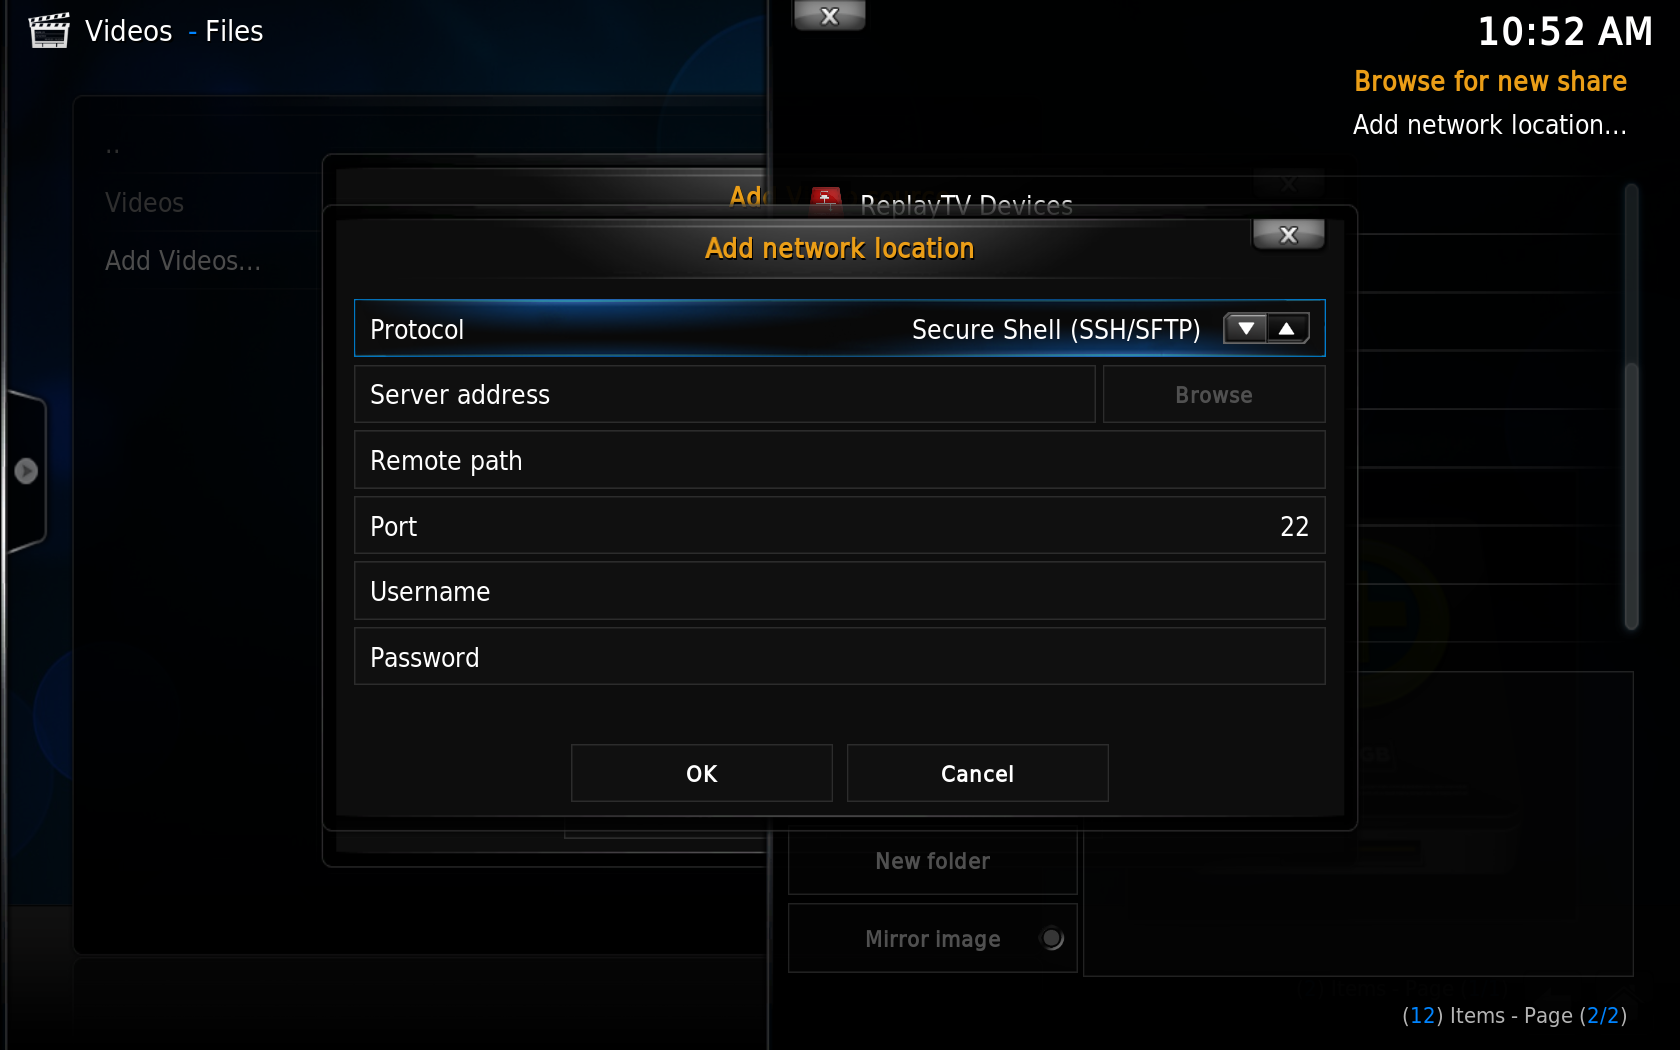 Videos - Files
10:52 AM
Browse for new share
Add network location...
..
Videos
Add Videos...
Add
ReplayTV Devices
Add network location
Protocol Secure Shell (SSH/SFTP)
Server address Browse
Remote path
Port 22
Username
Password
OK Cancel
New folder
Mirror image
(12) Items - Page (2/2)